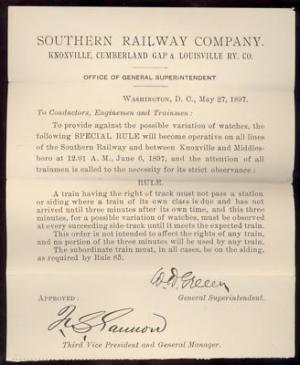 SOUTHERN RAILWAY COMPANY.
KNOXVILLE, CUMBERLAND GAP & LOUISVILLE RY. CO.
OFFICE OF GENERAL SUPERINTENDENT.
WASHINGTON, D. C., May 27, 1897.
To Conductors, Enginemen and Trainmen:
To provide against the possible variation of watches, the
following SPECIAL RULE will become operative on all lines
of the Southern Railway and between Knoxville and Middles-
boro at 12.01 A. M., June 6, 1897, and the attention of all
trainmen is called to the necessity for its strict observance:
RULE.
A train having the right of track must not pass a station
or siding where a train of its own class is due and has not
arrived until three minutes after its own time, and this three
minutes, for a possible variation of watches, must be observed
at every succeeding side-track until it meets the expected train.
This order is not intended to affect the rights of any train,
and no portion of the three minutes will be used by any train.
The subordinate train must, in all cases, be on the siding,
as required by Rule 85.
General Superintendent.
APPROVED:
Third Vice President and General Manager.